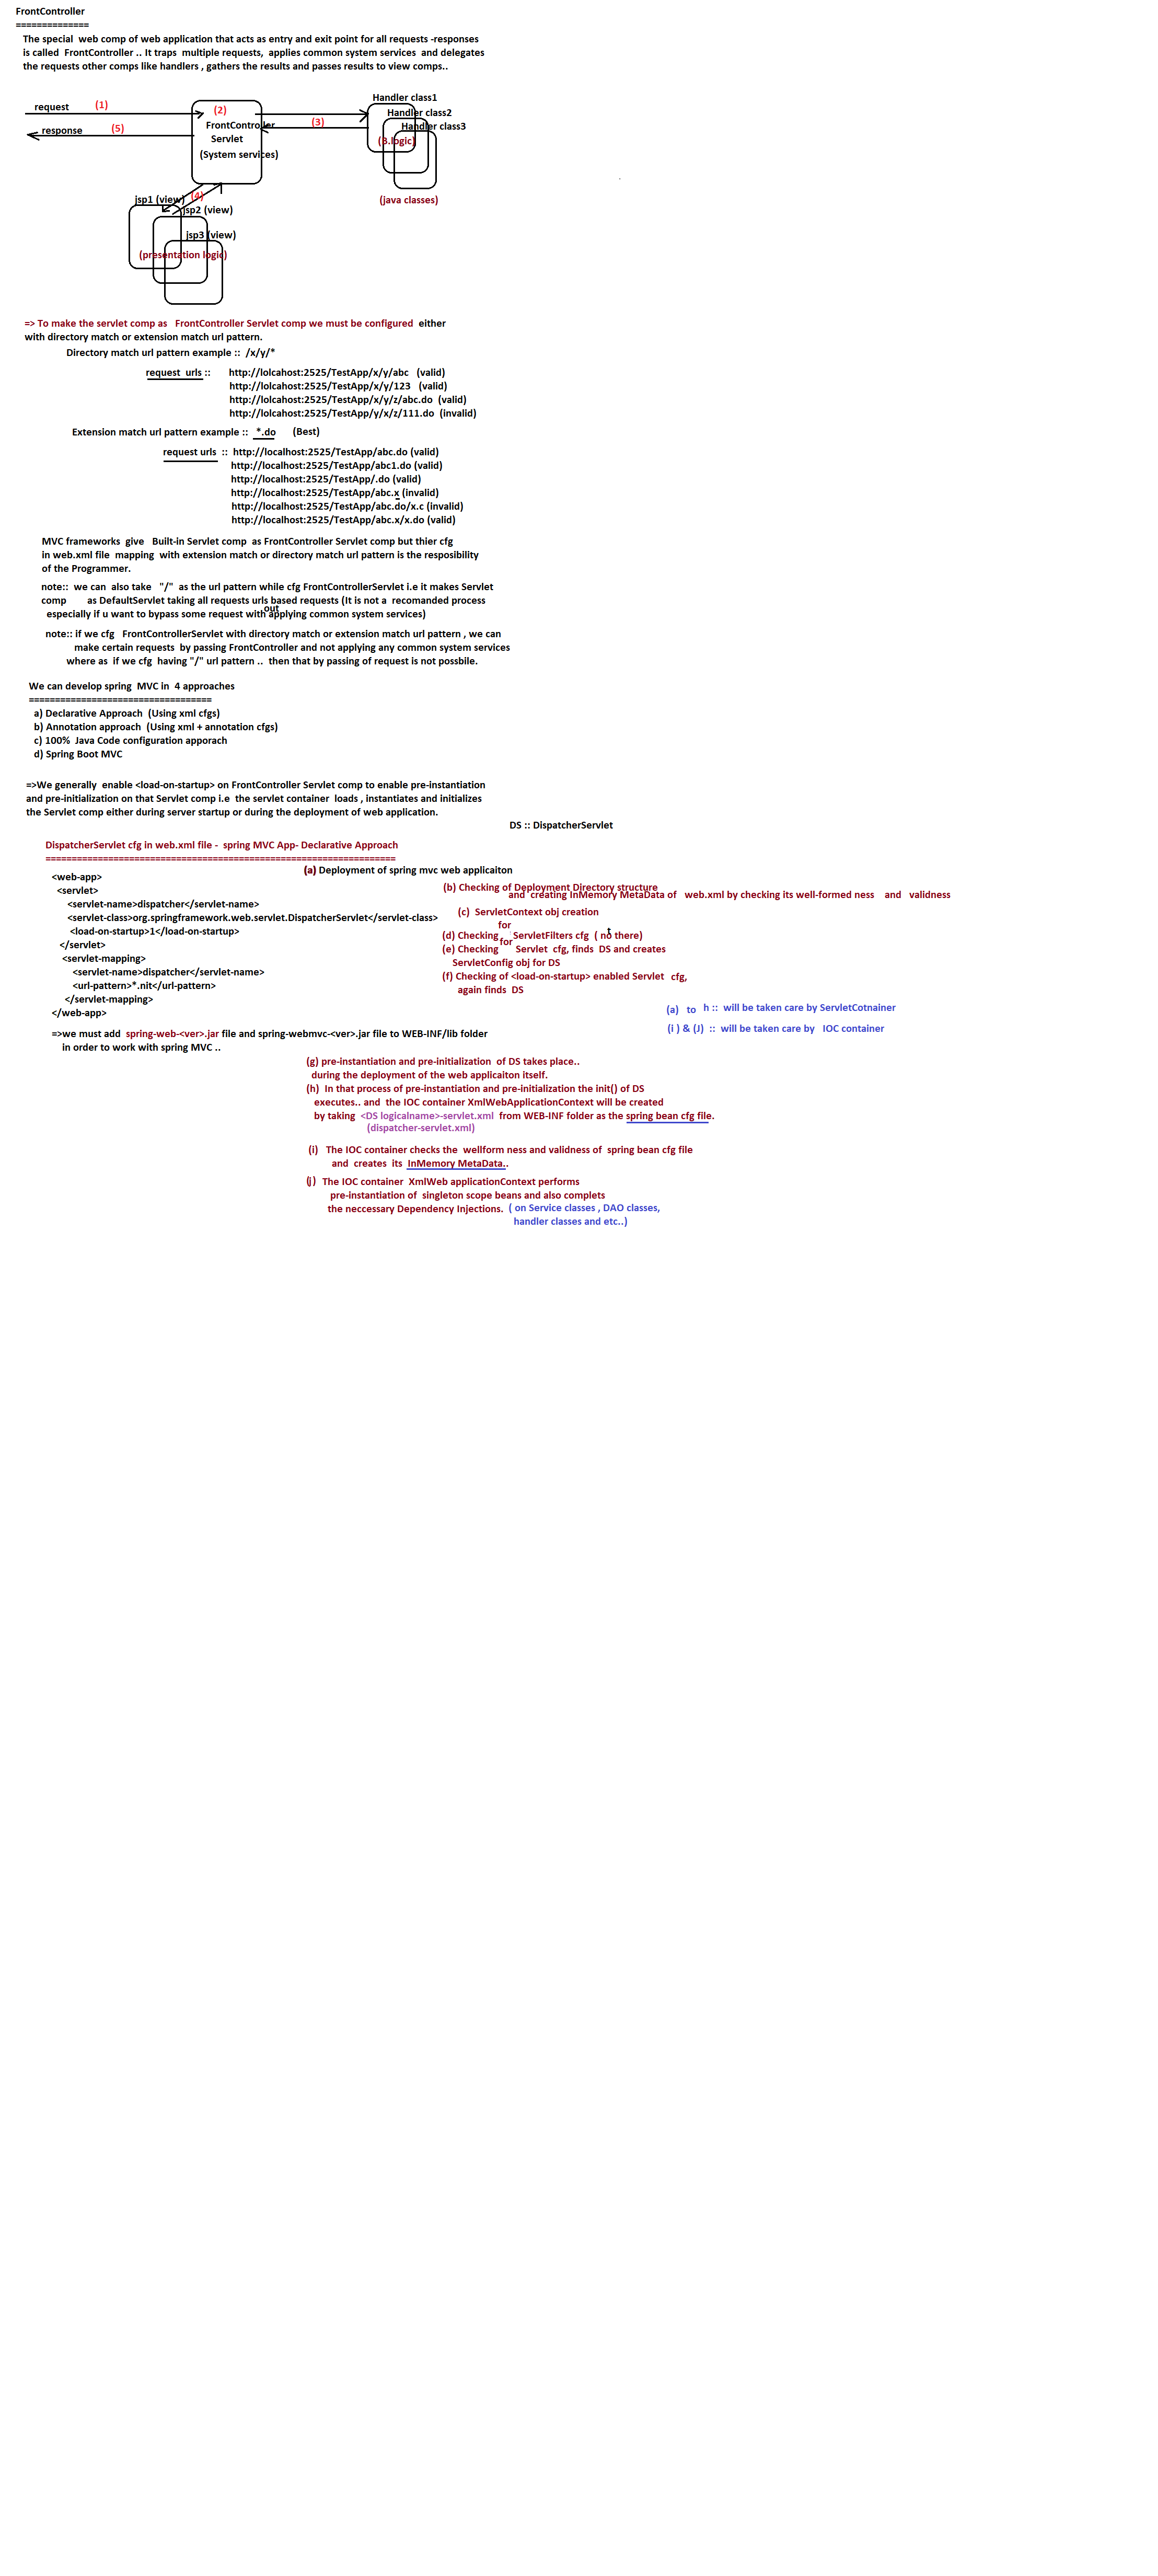 FrontController
==============
The special web comp of web application that acts as entry and exit point for all requests -responses
is called FrontController .. It traps multiple requests, applies common system services and delegates
the requests other comps like handlers , gathers the results and passes results to view comps..
request (1)
response (5)
(2)
FrontController
Servlet
(System services)
(3)
Handler class1
Handler class2
Handler class3
(B.logic)
(java classes)
(4)
jsp1 (view)
jsp2 (view)
jsp3 (view)
(presentation logic)
=> To make the servlet comp as FrontController Servlet comp we must be configured either
with directory match or extension match url pattern.
Directory match url pattern example :: /x/y/*
request urls :: http://lolcahost:2525/TestApp/x/y/abc (valid)
http://lolcahost:2525/TestApp/x/y/123 (valid)
http://lolcahost:2525/TestApp/x/y/z/abc.do (valid)
http://lolcahost:2525/TestApp/y/x/z/111.do (invalid)
Extension match url pattern example :: *.do (Best)
request urls :: http://localhost:2525/TestApp/abc.do (valid)
http://localhost:2525/TestApp/abc1.do (valid)
http://localhost:2525/TestApp/.do (valid)
http://localhost:2525/TestApp/abc.x (invalid)
http://localhost:2525/TestApp/abc.do/x.c (invalid)
http://localhost:2525/TestApp/abc.x/x.do (valid)
MVC frameworks give Built-in Servlet comp as FrontController Servlet comp but thier cfg
in web.xml file mapping with extension match or directory match url pattern is the resposibility
of the Programmer.
note:: we can also take "/" as the url pattern while cfg FrontControllerServlet i.e it makes Servlet
comp as DefaultServlet taking all requests urls based requests (It is not a recomanded process
out
especially if u want to bypass some request with applying common system services)
note:: if we cfg FrontControllerServlet with directory match or extension match url pattern , we can
make certain requests by passing FrontController and not applying any common system services
where as if we cfg having "/" url pattern .. then that by passing of request is not possbile.
We can develop spring MVC in 4 approaches
===================================
a) Declarative Approach (Using xml cfgs)
b) Annotation approach (Using xml + annotation cfgs)
c) 100% Java Code configuration apporach
d) Spring Boot MVC
=>We generally enable <load-on-startup> on FrontController Servlet comp to enable pre-instantiation
and pre-initialization on that Servlet comp i.e the servlet container loads , instantiates and initializes
the Servlet comp either during server startup or during the deployment of web application.
DS :: DispatcherServlet
DispatcherServlet cfg in web.xml file - spring MVC App- Declarative Approach
===================================================================
<web-app>
<servlet>
<servlet-name>dispatcher</servlet-name>
<servlet-class>org.springframework.web.servlet.DispatcherServlet</servlet-class>
<load-on-startup>1</load-on-startup>
</servlet>
<servlet-mapping>
<servlet-name>dispatcher</servlet-name>
<url-pattern>*.nit</url-pattern>
</servlet-mapping>
</web-app>
(a) Deployment of spring mvc web applicaiton
(b) Checking of Deployment Directory structure
and creating InMemory MetaData of web.xml by checking its well-formed ness and validness
(c) ServletContext obj creation
for
(d) Checking ServletFilters cfg ( not there)
(e) Checking for Servlet cfg, finds DS and creates
ServletConfig obj for DS
(f) Checking of <load-on-startup> enabled Servlet cfg,
again finds DS
(a) to h :: will be taken care by ServletCotnainer
(i ) & (J) :: will be taken care by IOC container
=>we must add spring-web-<ver>.jar file and spring-webmvc-<ver>.jar file to WEB-INF/lib folder
in order to work with spring MVC ..
(g) pre-instantiation and pre-initialization of DS takes place..
during the deployment of the web applicaiton itself.
(h) In that process of pre-instantiation and pre-initialization the init() of DS
executes.. and the IOC container XmlWebApplicationContext will be created
by taking <DS logicalname>-servlet.xml from WEB-INF folder as the spring bean cfg file.
(dispatcher-servlet.xml)
(i) The IOC container checks the wellform ness and validness of spring bean cfg file
and creates its InMemory MetaData..
(j) The IOC container XmlWeb applicationContext performs
pre-instantiation of singleton scope beans and also complets
the neccessary Dependency Injections. ( on Service classes , DAO classes,
handler classes and etc..)